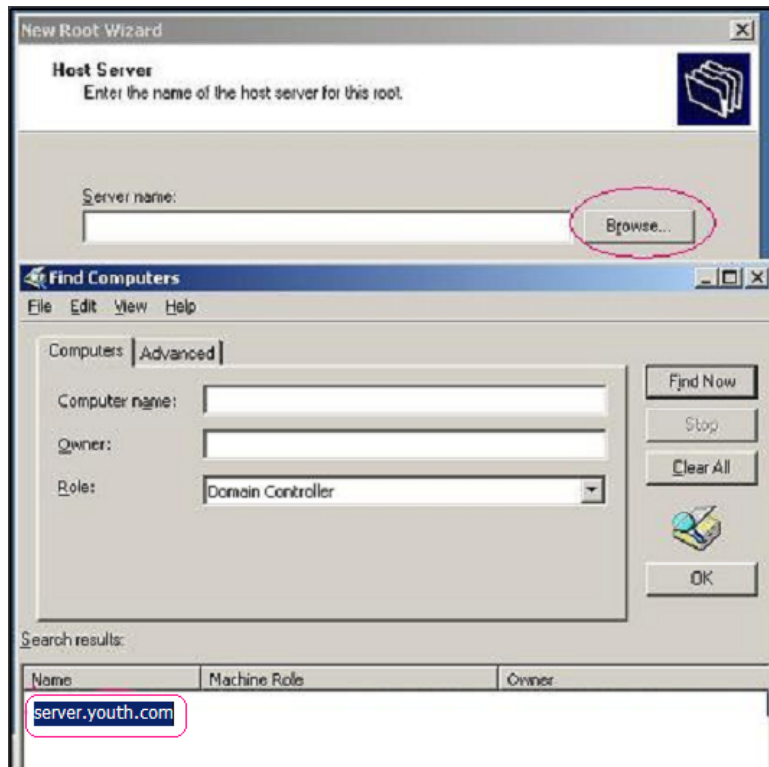 New Root Wizard
Host Server
Enter the name of the host server for this root.
Server name:
Browse...
Find Computers
File Edit View Help
Computers Advanced
Computer name:
Owner:
Role:
Domain Controller
Find Now
Stop
Clear All
OK
Search results:
Name Machine Role Owner
server.youth.com